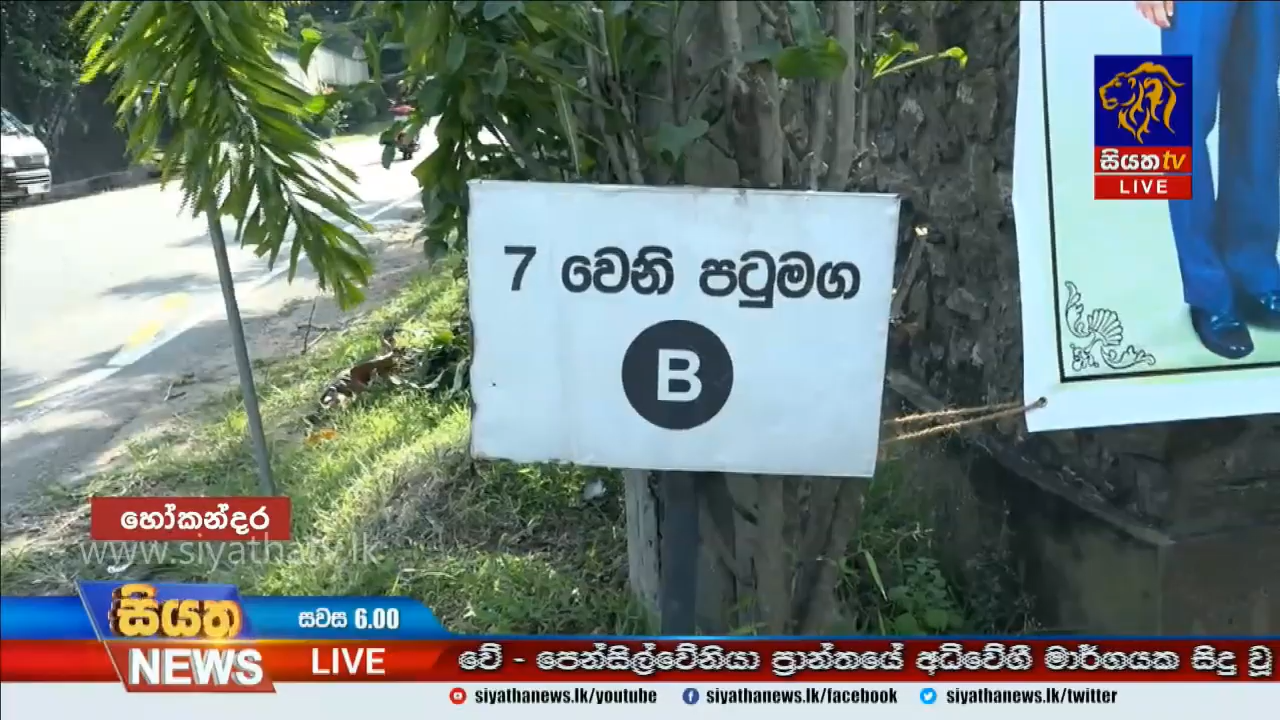 සියත tv
LIVE
7 වෙනි පටුමග
B
හෝකන්දර
www.siyathatv.lk
සියත
NEWS
සවස 6.00
LIVE
වේ - පෙන්සිල්වේනියා ප්‍රාන්තයේ අධිවේගී මාර්ගයක සිදු වූ
siyathanews.lk/youtube
siyathanews.lk/facebook
siyathanews.lk/twitter